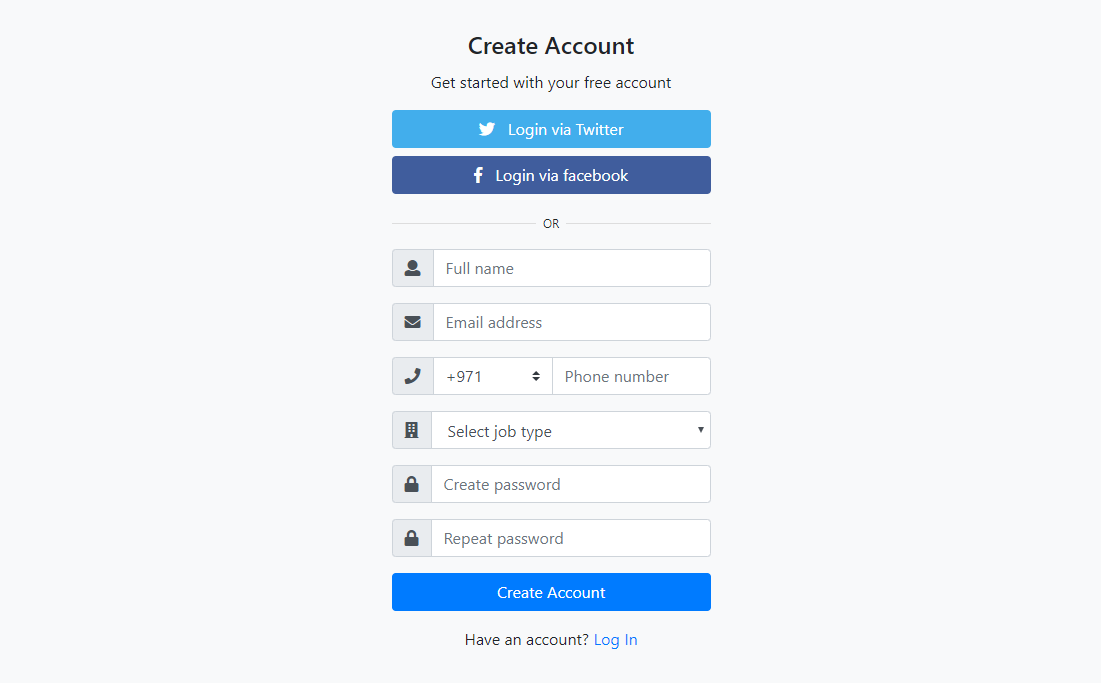 Create Account
Get started with your free account
Login via Twitter
Login via facebook
OR
Full name
Email address
+971 Phone number
Select job type
Create password
Repeat password
Create Account
Have an account? Log In